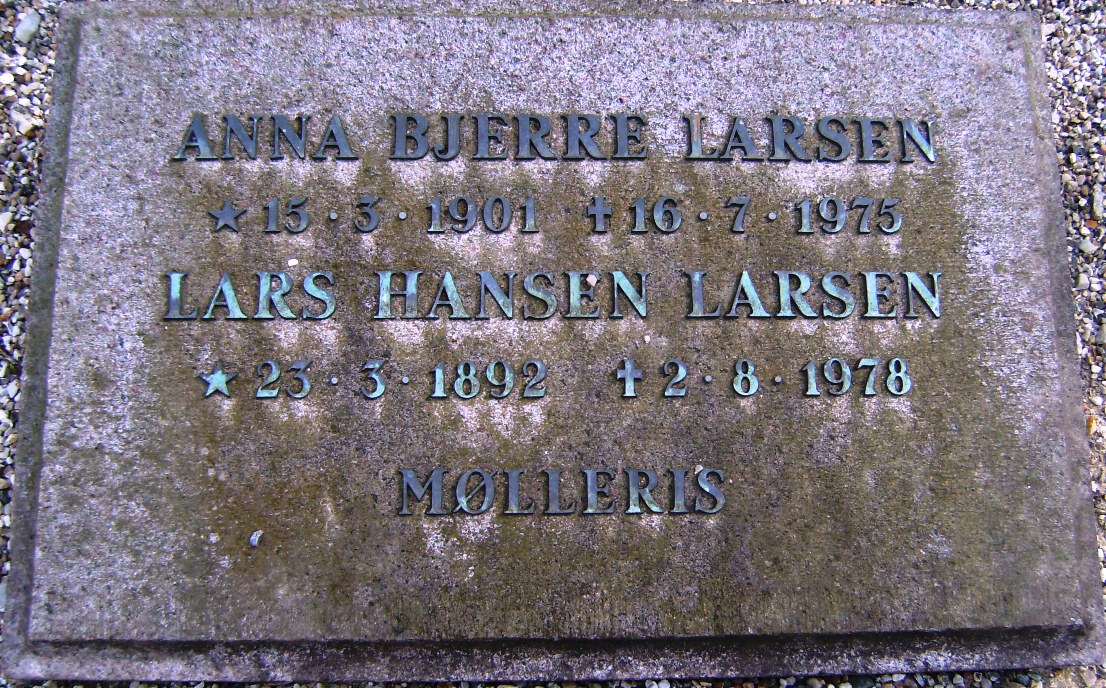 ANNA BJERRE LARSEN
★ 15 · 3 · 1901 ✝ 16 · 7 · 1975
LARS HANSEN LARSEN
★ 23 · 3 · 1892 ✝ 2 · 8 · 1978
MØLLERIS